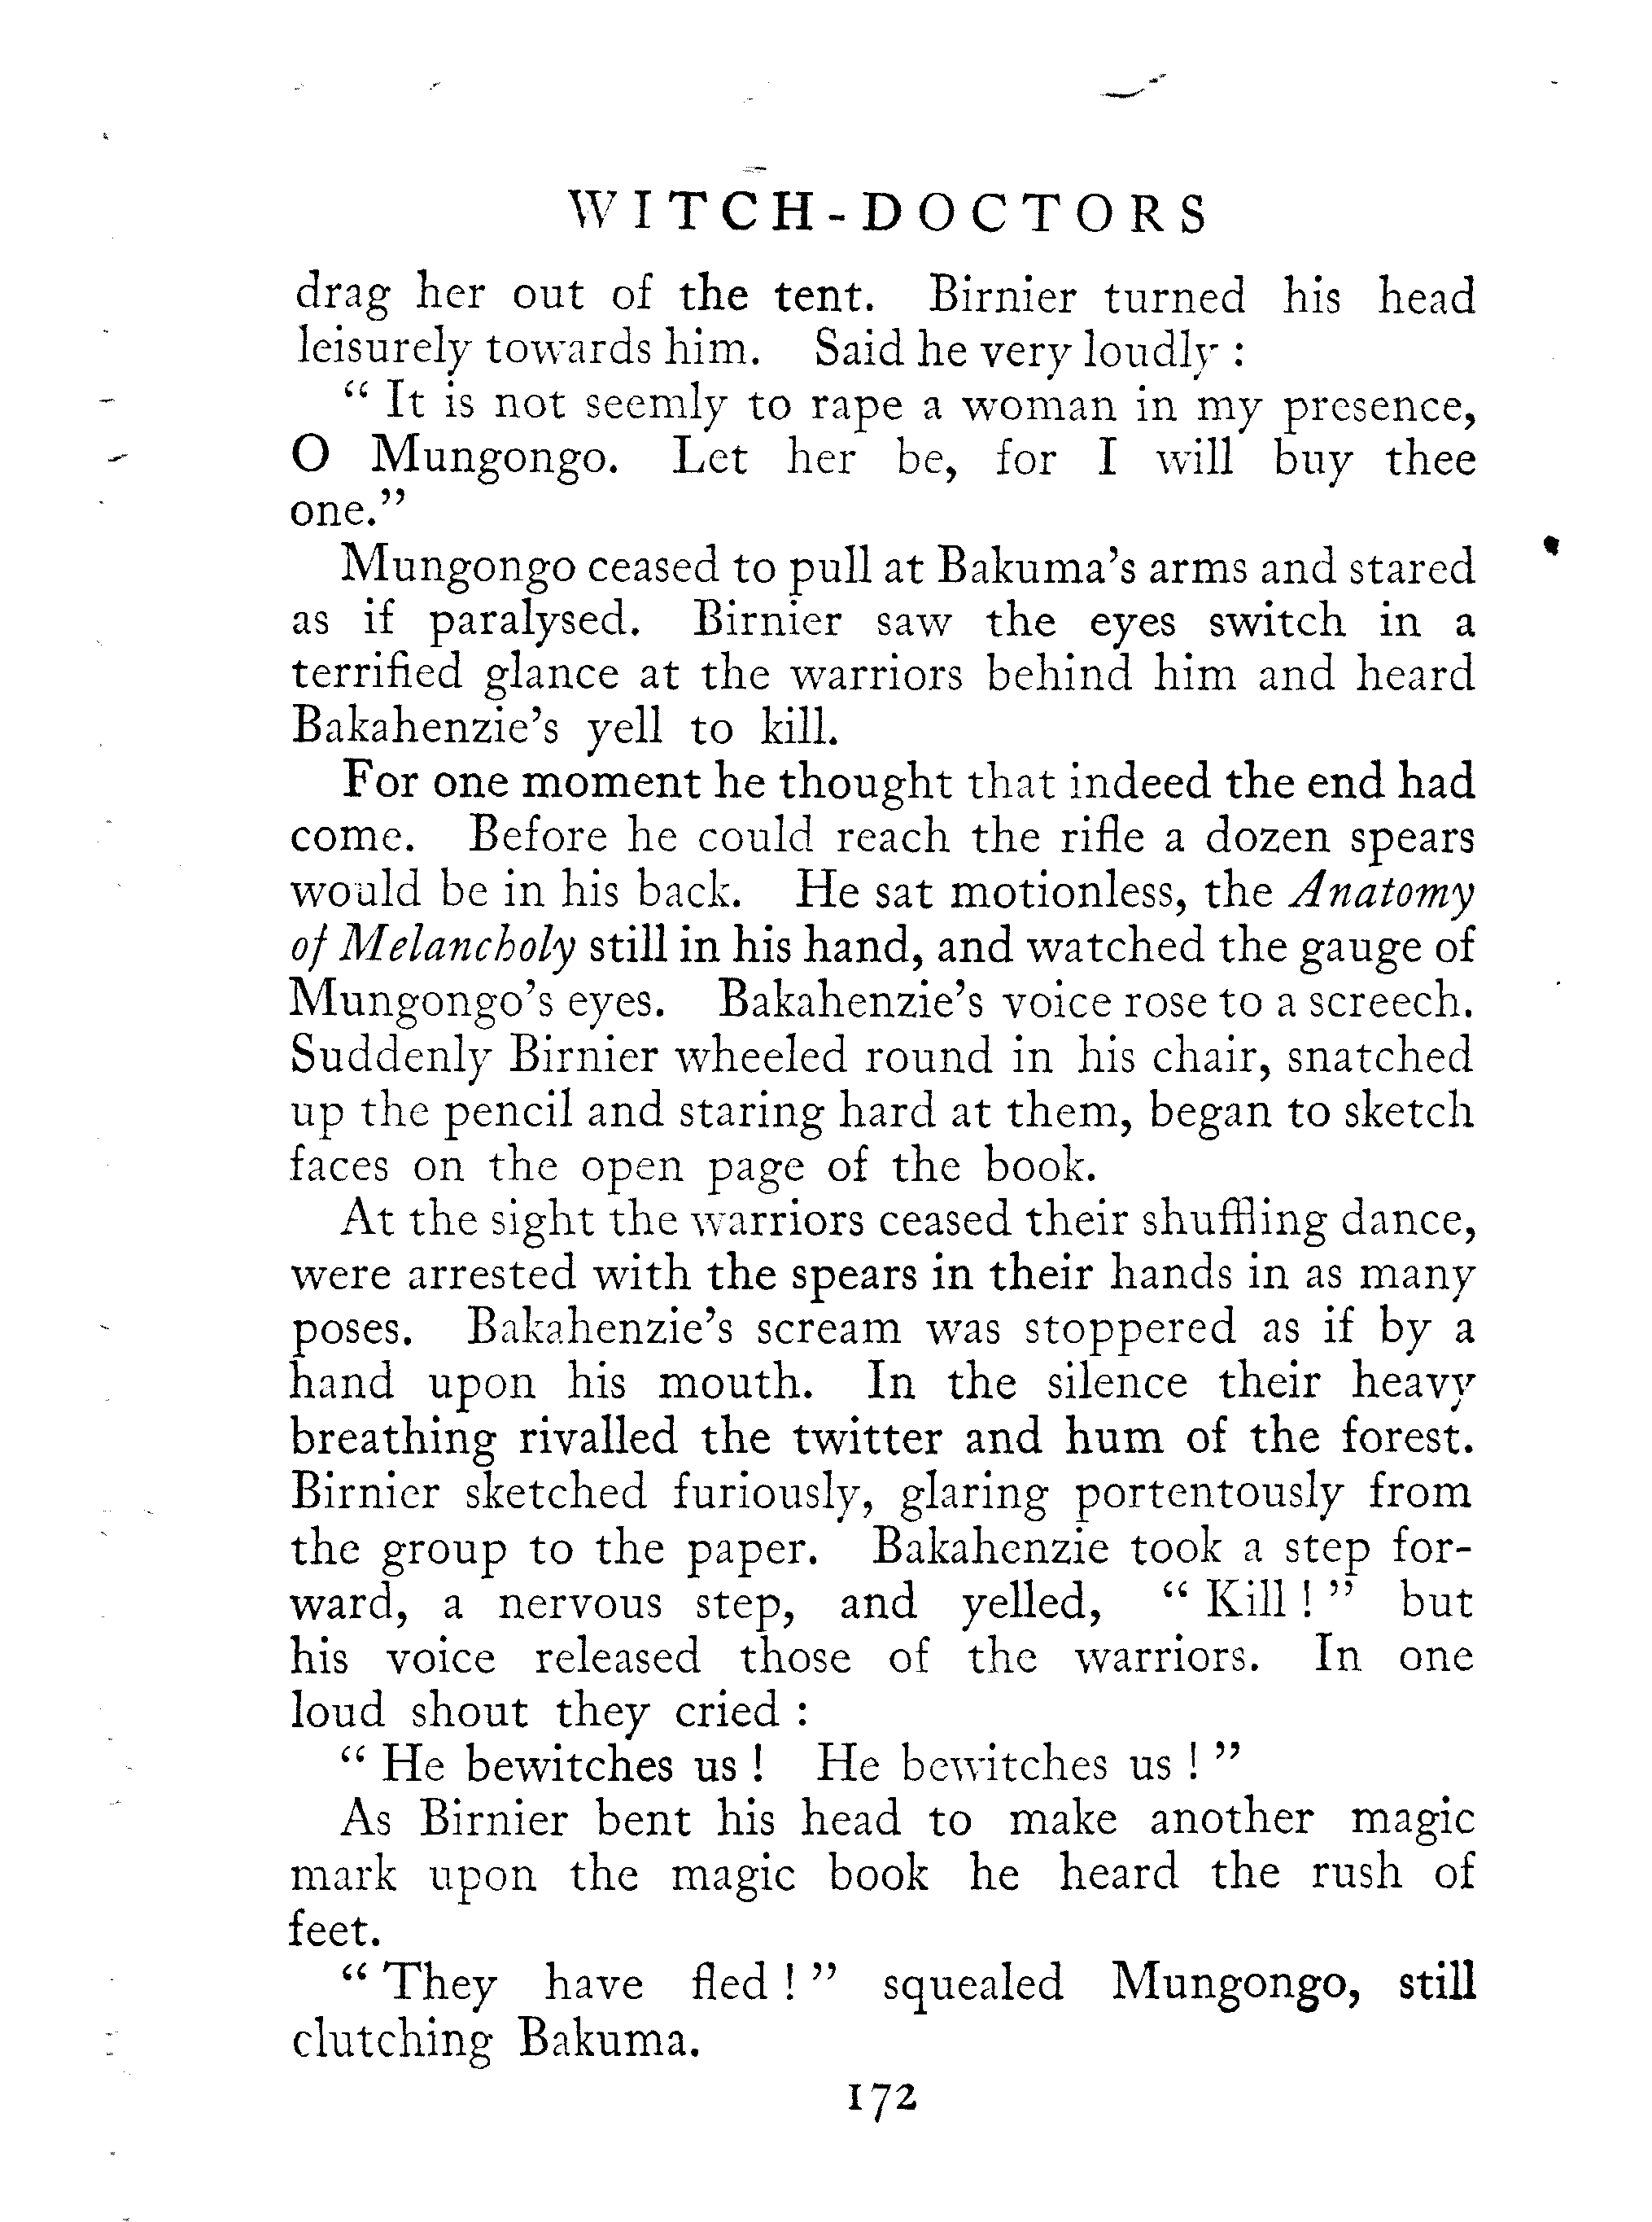 WITCH-DOCTORS
drag her out of the tent. Birnier turned his head
leisurely towards him. Said he very loudly :
“ It is not seemly to rape a woman in my presence,
O Mungongo. Let her be, for I will buy thee
one.”
Mungongo ceased to pull at Bakuma’s arms and stared
as if paralysed. Birnier saw the eyes switch in a
terrified glance at the warriors behind him and heard
Bakahenzie’s yell to kill.
For one moment he thought that indeed the end had
come. Before he could reach the rifle a dozen spears
would be in his back. He sat motionless, the Anatomy
of Melancholy still in his hand, and watched the gauge of
Mungongo’s eyes. Bakahenzie’s voice rose to a screech.
Suddenly Birnier wheeled round in his chair, snatched
up the pencil and staring hard at them, began to sketch
faces on the open page of the book.
At the sight the warriors ceased their shuffling dance,
were arrested with the spears in their hands in as many
poses. Bakahenzie’s scream was stoppered as if by a
hand upon his mouth. In the silence their heavy
breathing rivalled the twitter and hum of the forest.
Birnier sketched furiously, glaring portentously from
the group to the paper. Bakahenzie took a step for-
ward, a nervous step, and yelled, “ Kill ! ” but
his voice released those of the warriors. In one
loud shout they cried :
“ He bewitches us ! He bewitches us ! ”
As Birnier bent his head to make another magic
mark upon the magic book he heard the rush of
feet.
“ They have fled ! ” squealed Mungongo, still
clutching Bakuma.
172